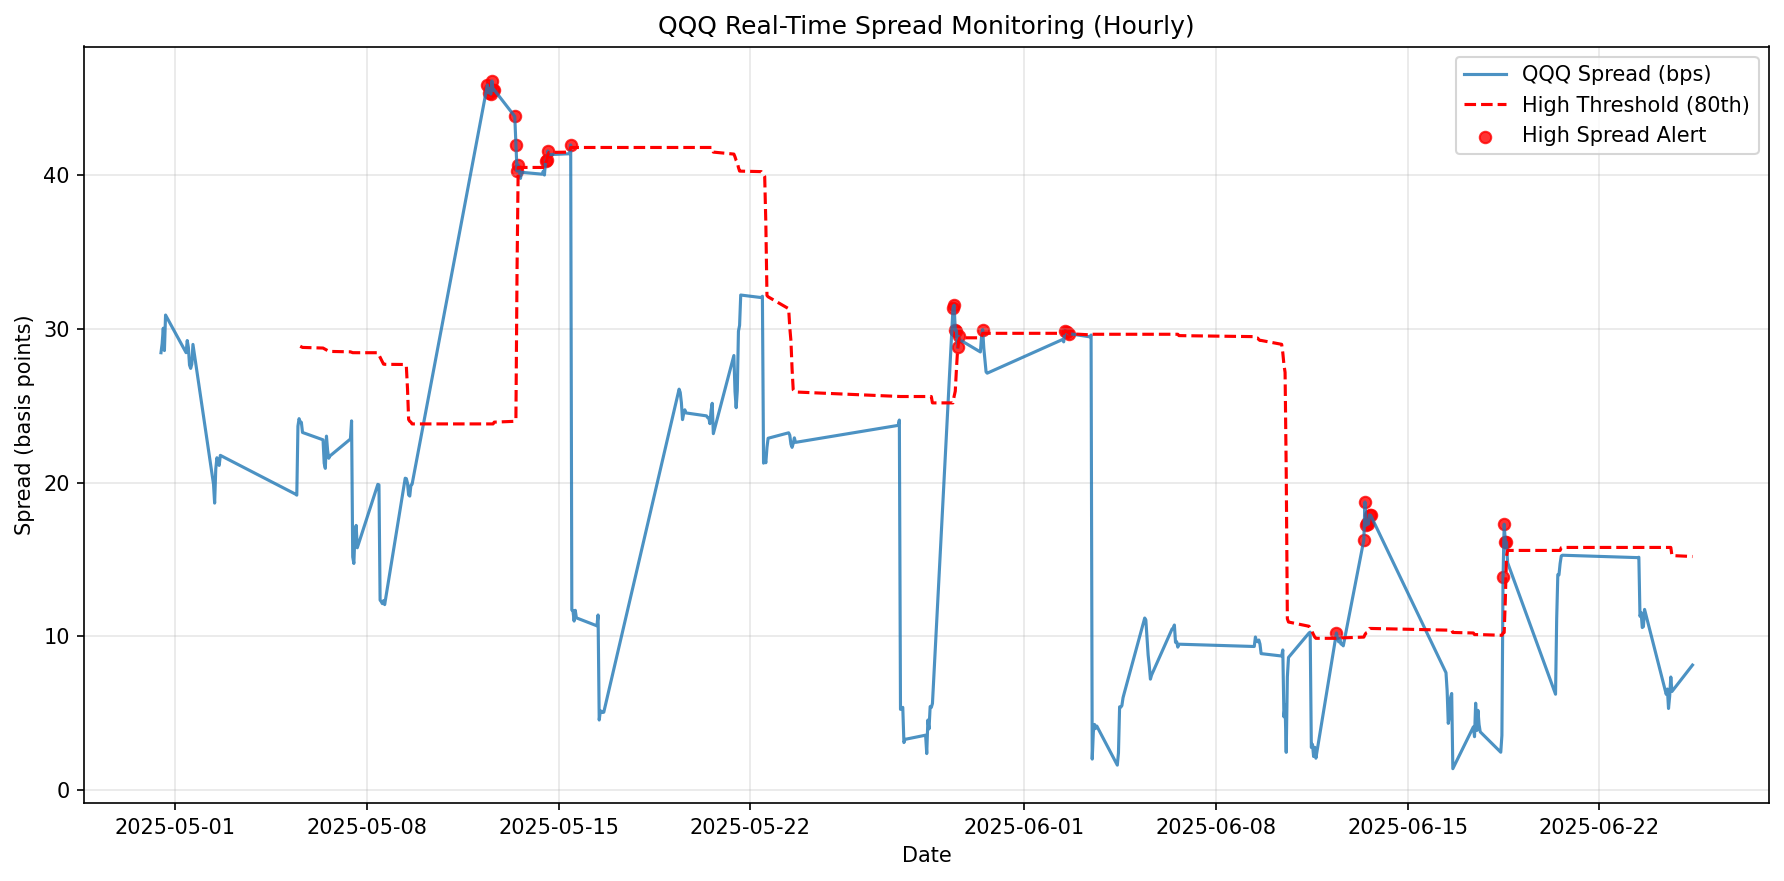 QQQ Real-Time Spread Monitoring (Hourly)
QQQ Spread (bps)
High Threshold (80th)
High Spread Alert
Spread (basis points)
40
30
20
10
0
2025-05-01
2025-05-08
2025-05-15
2025-05-22
2025-06-01
2025-06-08
2025-06-15
2025-06-22
Date